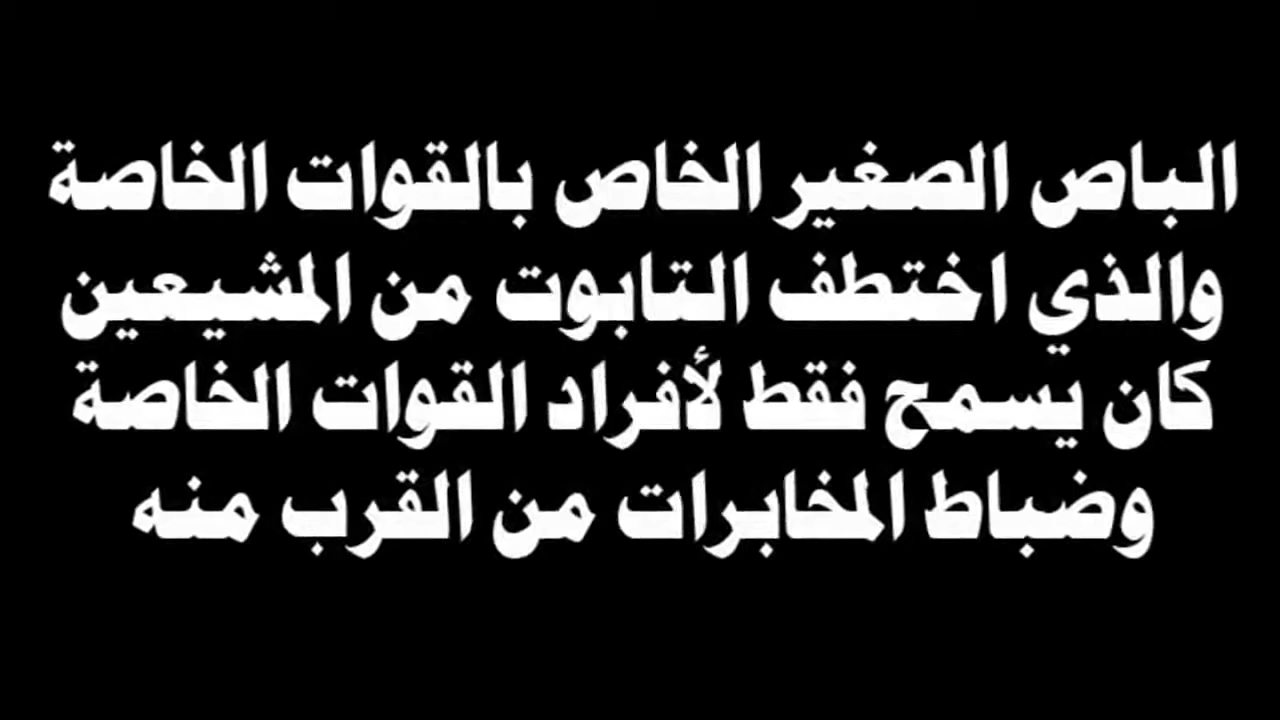 الباص الصغير الخاص بالقوات الخاصة
والذي اختطف التابوت من المشيعين
كان يسمح فقط لأفراد القوات الخاصة
وضباط المخابرات من القرب منه